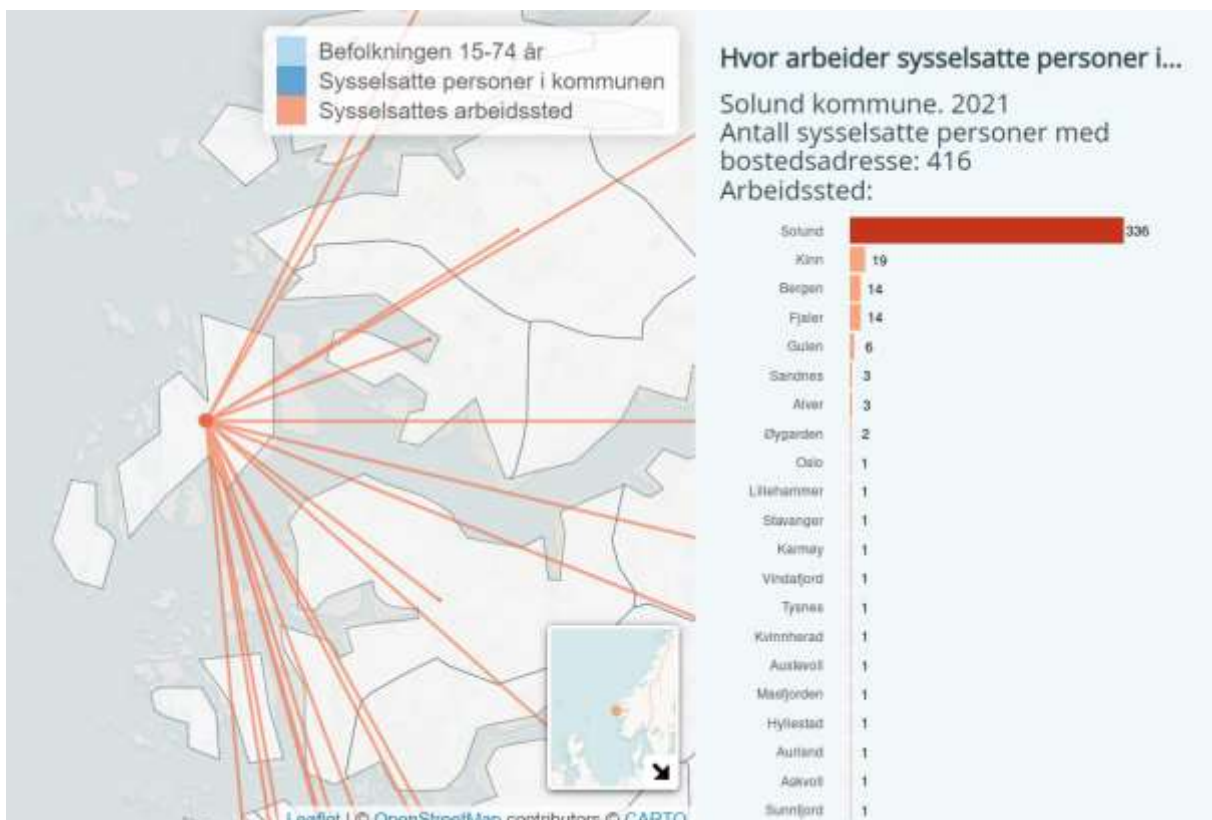 Befolkningen 15-74 år
Sysselsatte personer i kommunen
Sysselsattes arbeidssted
Hvor arbeider sysselsatte personer i...
Solund kommune. 2021
Antall sysselsatte personer med
bostedsadresse: 416
Arbeidssted:
Solund 336
Kinn 19
Bergen 14
Fjaler 14
Gulen 6
Sandnes 3
Alver 3
Øygarden 2
Oslo 1
Lillehammer 1
Stavanger 1
Karmøy 1
Vindafjord 1
Tysnes 1
Kvinnherad 1
Austevoll 1
Masfjorden 1
Hyllestad 1
Aurland 1
Askvoll 1
Sunnfjord 1
Leaflet | © OpenStreetMap contributors © CARTO